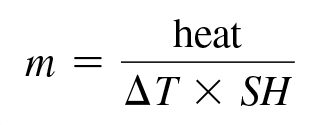 m = heat / ΔT × SH